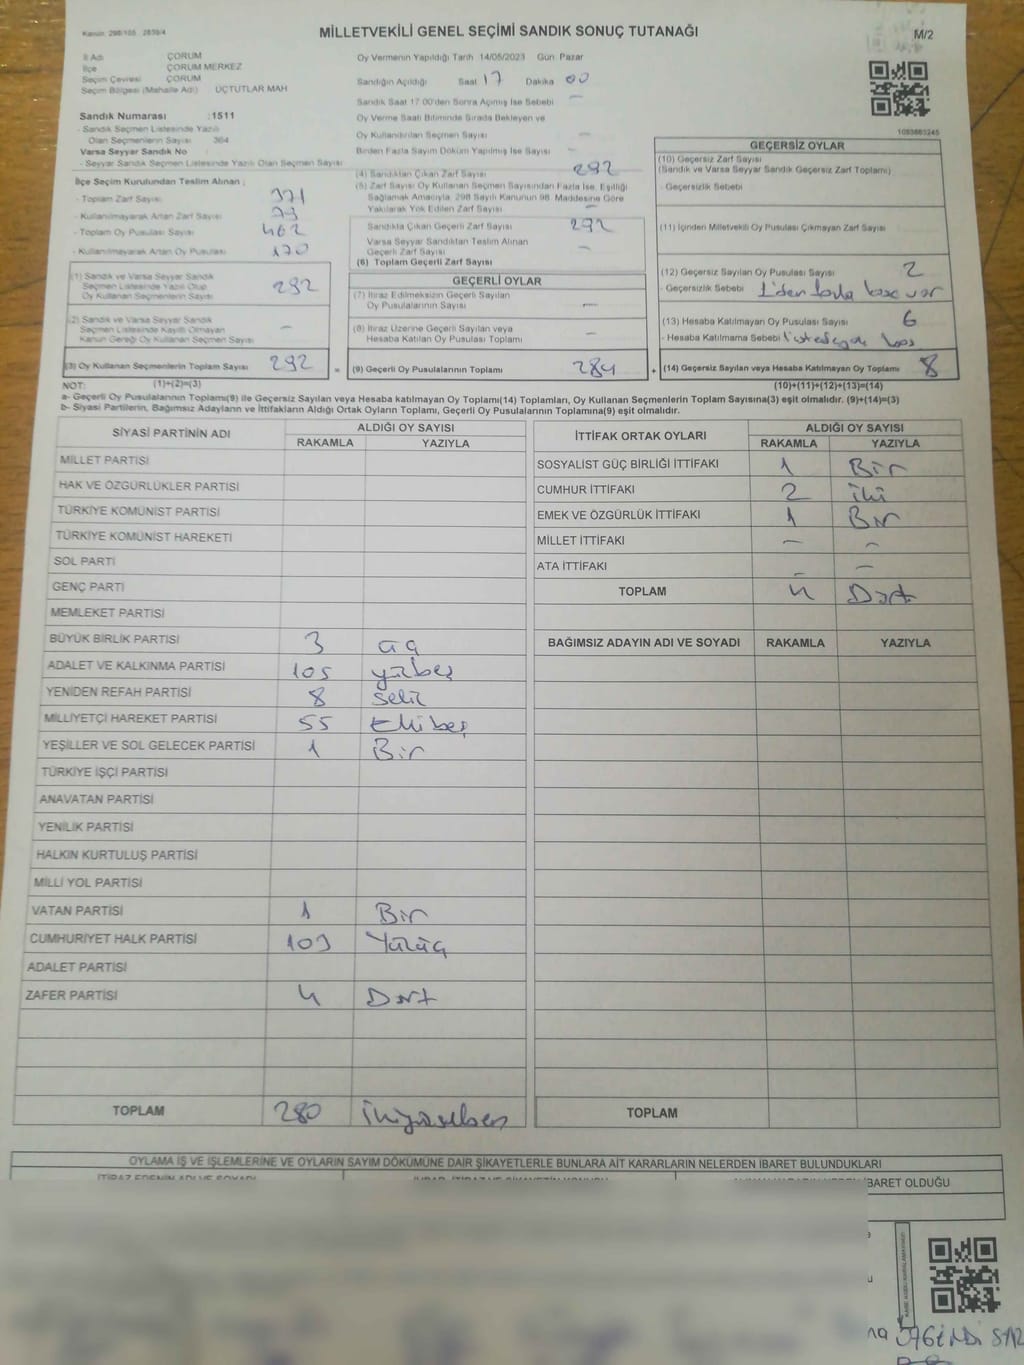 Kanun: 298/105 , 2839/4
MİLLETVEKİLİ GENEL SEÇİMİ SANDIK SONUÇ TUTANAĞI
M/2
İl Adı ÇORUM
İlçe ÇORUM MERKEZ
Seçim Çevresi ÇORUM
Seçim Bölgesi (Mahalle Adı) ÜÇTUTLAR MAH
Sandık Numarası :1511
- Sandık Seçmen Listesinde Yazılı
Olan Seçmenlerin Sayısı 364
Varsa Seyyar Sandık No
- Seyyar Sandık Seçmen Listesinde Yazılı Olan Seçmen Sayısı
Oy Vermenin Yapıldığı Tarih 14/05/2023 Gün Pazar
Sandığın Açıldığı Saat 17 Dakika 00
Sandık Saat 17.00'den Sonra Açılmış İse Sebebi –
Oy Verme Saati Bitiminde Sırada Bekleyen ve
Oy Kullandırılan Seçmen Sayısı –
Birden Fazla Sayım Döküm Yapılmış İse Sayısı –
1093663245
İlçe Seçim Kurulundan Teslim Alınan ;
- Toplam Zarf Sayısı 371
- Kullanılmayarak Artan Zarf Sayısı 79
- Toplam Oy Pusulası Sayısı 462
- Kullanılmayarak Artan Oy Pusulası 170
(1) Sandık ve Varsa Seyyar Sandık
Seçmen Listesinde Yazılı Olup
Oy Kullanan Seçmenlerin Sayısı 292
(2) Sandık ve Varsa Seyyar Sandık
Seçmen Listesinde Kayıtlı Olmayan
Kanun Gereği Oy Kullanan Seçmen Sayısı –
(3) Oy Kullanan Seçmenlerin Toplam Sayısı 292
(4) Sandıktan Çıkan Zarf Sayısı 292
(5) Zarf Sayısı Oy Kullanan Seçmen Sayısından Fazla İse, Eşitliği
Sağlamak Amacıyla, 298 Sayılı Kanunun 98. Maddesine Göre
Yakılarak Yok Edilen Zarf Sayısı –
Sandıkta Çıkan Geçerli Zarf Sayısı 292
Varsa Seyyar Sandıktan Teslim Alınan
Geçerli Zarf Sayısı
(6) Toplam Geçerli Zarf Sayısı
GEÇERLİ OYLAR
(7) İtiraz Edilmeksizin Geçerli Sayılan
Oy Pusulalarının Sayısı –
(8) İtiraz Üzerine Geçerli Sayılan veya
Hesaba Katılan Oy Pusulası Toplamı –
= (9) Geçerli Oy Pusulalarının Toplamı 284
GEÇERSİZ OYLAR
(10) Geçersiz Zarf Sayısı
(Sandık ve Varsa Seyyar Sandık Geçersiz Zarf Toplamı)
- Geçersizlik Sebebi
(11) İçinden Milletvekili Oy Pusulası Çıkmayan Zarf Sayısı
(12) Geçersiz Sayılan Oy Pusulası Sayısı 2
- Geçersizlik Sebebi
(13) Hesaba Katılmayan Oy Pusulası Sayısı 6
- Hesaba Katılmama Sebebi
+ (14) Geçersiz Sayılan veya Hesaba Katılmayan Oy Toplamı 8
NOT: (1)+(2)=(3)
(10)+(11)+(12)+(13)=(14)
a- Geçerli Oy Pusulalarının Toplamı(9) ile Geçersiz Sayılan veya Hesaba katılmayan Oy Toplamı(14) Toplamları, Oy Kullanan Seçmenlerin Toplam Sayısına(3) eşit olmalıdır. (9)+(14)=(3)
b- Siyasi Partilerin, Bağımsız Adayların ve İttifakların Aldığı Ortak Oyların Toplamı, Geçerli Oy Pusulalarının Toplamına(9) eşit olmalıdır.
SİYASİ PARTİNİN ADI
ALDIĞI OY SAYISI
RAKAMLA YAZIYLA
MİLLET PARTİSİ
HAK VE ÖZGÜRLÜKLER PARTİSİ
TÜRKİYE KOMÜNİST PARTİSİ
TÜRKİYE KOMÜNİST HAREKETİ
SOL PARTİ
GENÇ PARTİ
MEMLEKET PARTİSİ
BÜYÜK BİRLİK PARTİSİ 3 üç
ADALET VE KALKINMA PARTİSİ 105 yüzbeş
YENİDEN REFAH PARTİSİ 8 Sekiz
MİLLİYETÇİ HAREKET PARTİSİ 55 Ellibeş
YEŞİLLER VE SOL GELECEK PARTİSİ 1 Bir
TÜRKİYE İŞÇİ PARTİSİ
ANAVATAN PARTİSİ
YENİLİK PARTİSİ
HALKIN KURTULUŞ PARTİSİ
MİLLİ YOL PARTİSİ
VATAN PARTİSİ 1 Bir
CUMHURİYET HALK PARTİSİ 103 Yüzüç
ADALET PARTİSİ
ZAFER PARTİSİ 4 Dört
TOPLAM 280 İkiyüzseksen
İTTİFAK ORTAK OYLARI
ALDIĞI OY SAYISI
RAKAMLA YAZIYLA
SOSYALİST GÜÇ BİRLİĞİ İTTİFAKI 1 Bir
CUMHUR İTTİFAKI 2 iki
EMEK VE ÖZGÜRLÜK İTTİFAKI 1 Bir
MİLLET İTTİFAKI – –
ATA İTTİFAKI – –
TOPLAM 4 Dört
BAĞIMSIZ ADAYIN ADI VE SOYADI RAKAMLA YAZIYLA
TOPLAM
OYLAMA İŞ VE İŞLEMLERİNE VE OYLARIN SAYIM DÖKÜMÜNE DAİR ŞİKAYETLERLE BUNLARA AİT KARARLARIN NELERDEN İBARET BULUNDUKLARI
İTİRAZ EDENİN ADI VE SOYADI
İBARET OLDUĞU